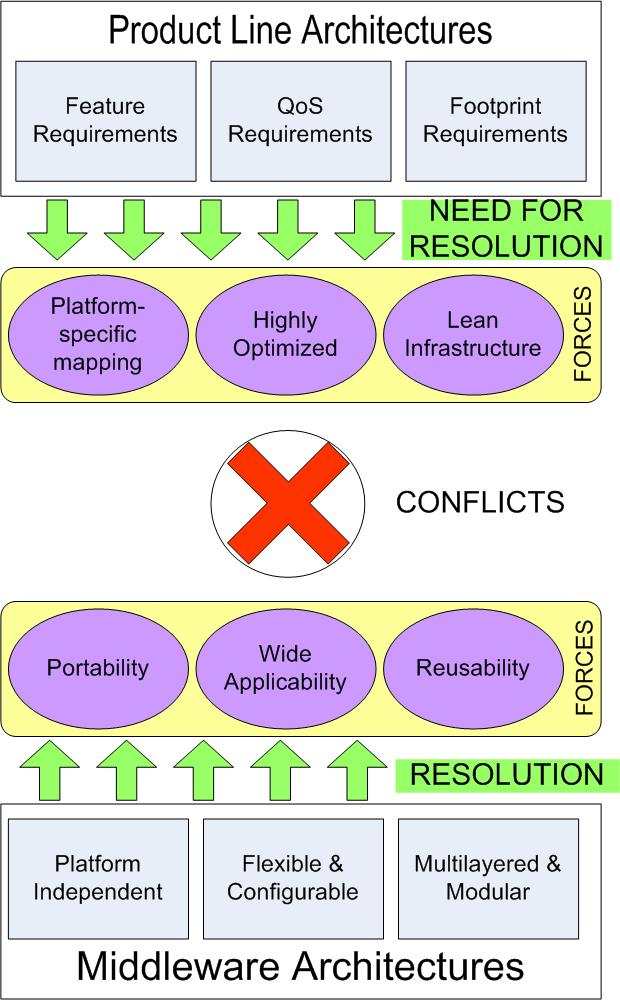 Product Line Architectures
Feature
Requirements
QoS
Requirements
Footprint
Requirements
NEED FOR
RESOLUTION
Platform-
specific
mapping
Highly
Optimized
Lean
Infrastructure
FORCES
CONFLICTS
Portability
Wide
Applicability
Reusability
FORCES
RESOLUTION
Platform
Independent
Flexible &
Configurable
Multilayered &
Modular
Middleware Architectures